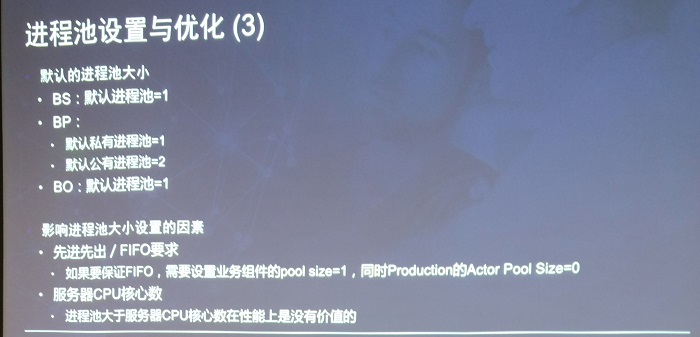 进程池设置与优化 (3)
默认的进程池大小
• BS：默认进程池=1
• BP：
• 默认私有进程池=1
• 默认公有进程池=2
• BO：默认进程池=1
影响进程池大小设置的因素
• 先进先出 / FIFO要求
• 如果要保证FIFO，需要设置业务组件的pool size=1，同时Production的Actor Pool Size=0
• 服务器CPU核心数
• 进程池大于服务器CPU核心数在性能上是没有价值的